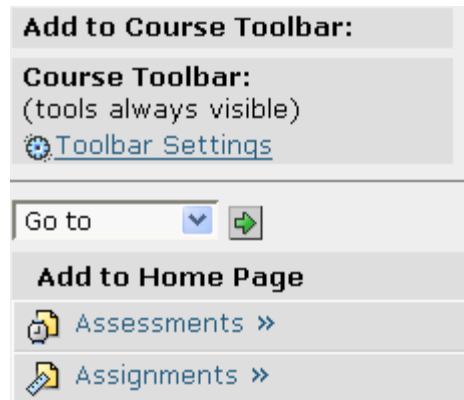 Add to Course Toolbar:
Course Toolbar:
(tools always visible)
Toolbar Settings
Go to
Add to Home Page
Assessments »
Assignments »